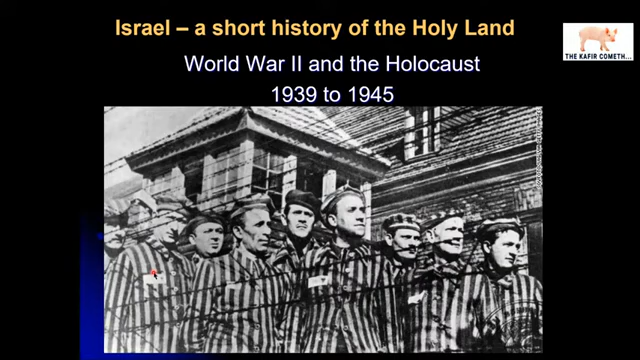 Israel – a short history of the Holy Land
THE KAFIR COMETH...
World War II and the Holocaust
1939 to 1945